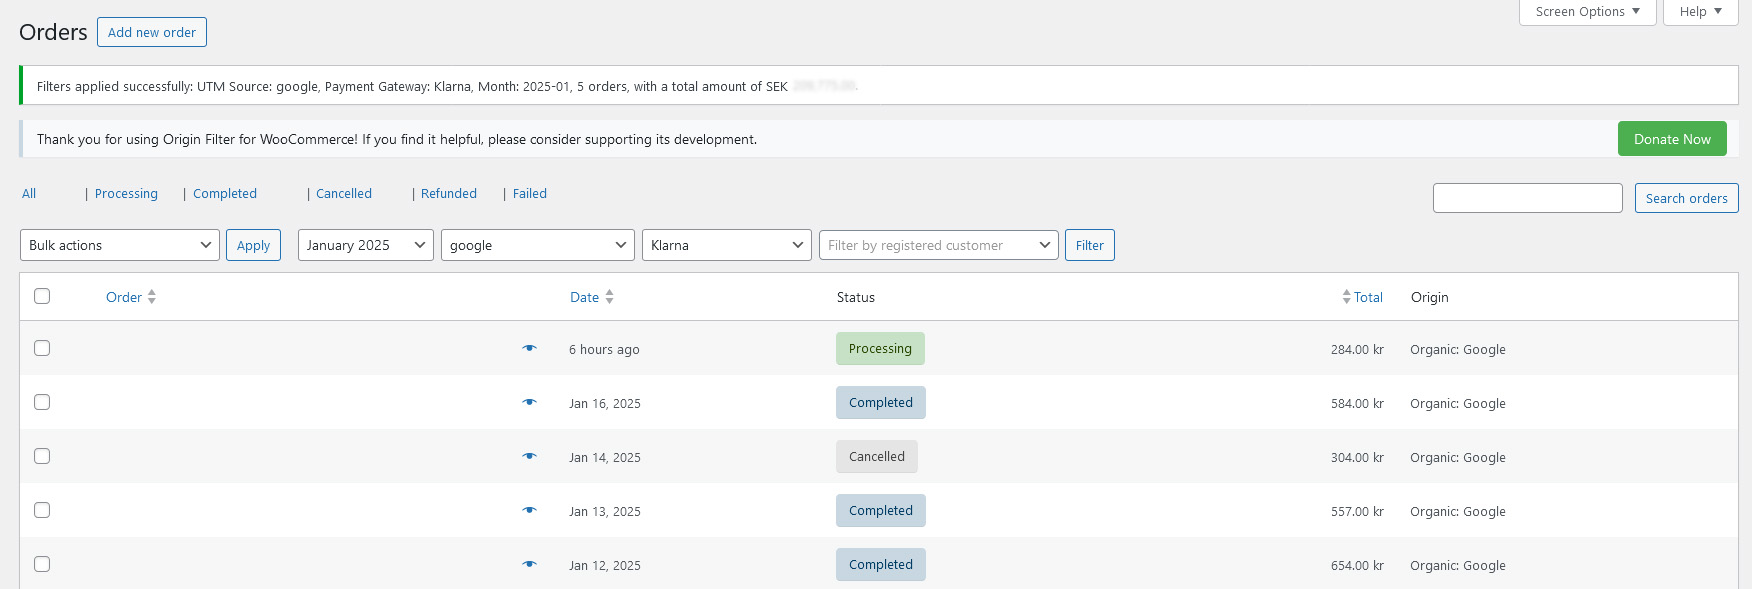 Screen Options
Help
Orders
Add new order
Filters applied successfully: UTM Source: google, Payment Gateway: Klarna, Month: 2025-01, 5 orders, with a total amount of SEK
Thank you for using Origin Filter for WooCommerce! If you find it helpful, please consider supporting its development.
Donate Now
All | Processing | Completed | Cancelled | Refunded | Failed
Search orders
Bulk actions Apply January 2025 google Klarna Filter by registered customer Filter
Order Date Status Total Origin
6 hours ago Processing 284.00 kr Organic: Google
Jan 16, 2025 Completed 584.00 kr Organic: Google
Jan 14, 2025 Cancelled 304.00 kr Organic: Google
Jan 13, 2025 Completed 557.00 kr Organic: Google
Jan 12, 2025 Completed 654.00 kr Organic: Google